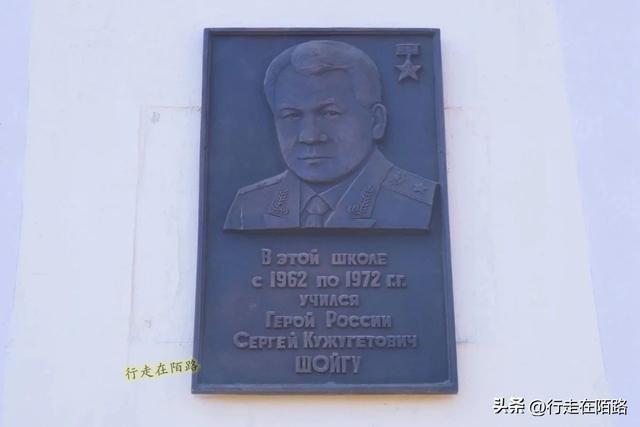 В этой школе
с 1962 по 1972 г.г.
учился
Герой России
Сергей Кужугетович
ШОЙГУ
行走在陌路
头条 @行走在陌路